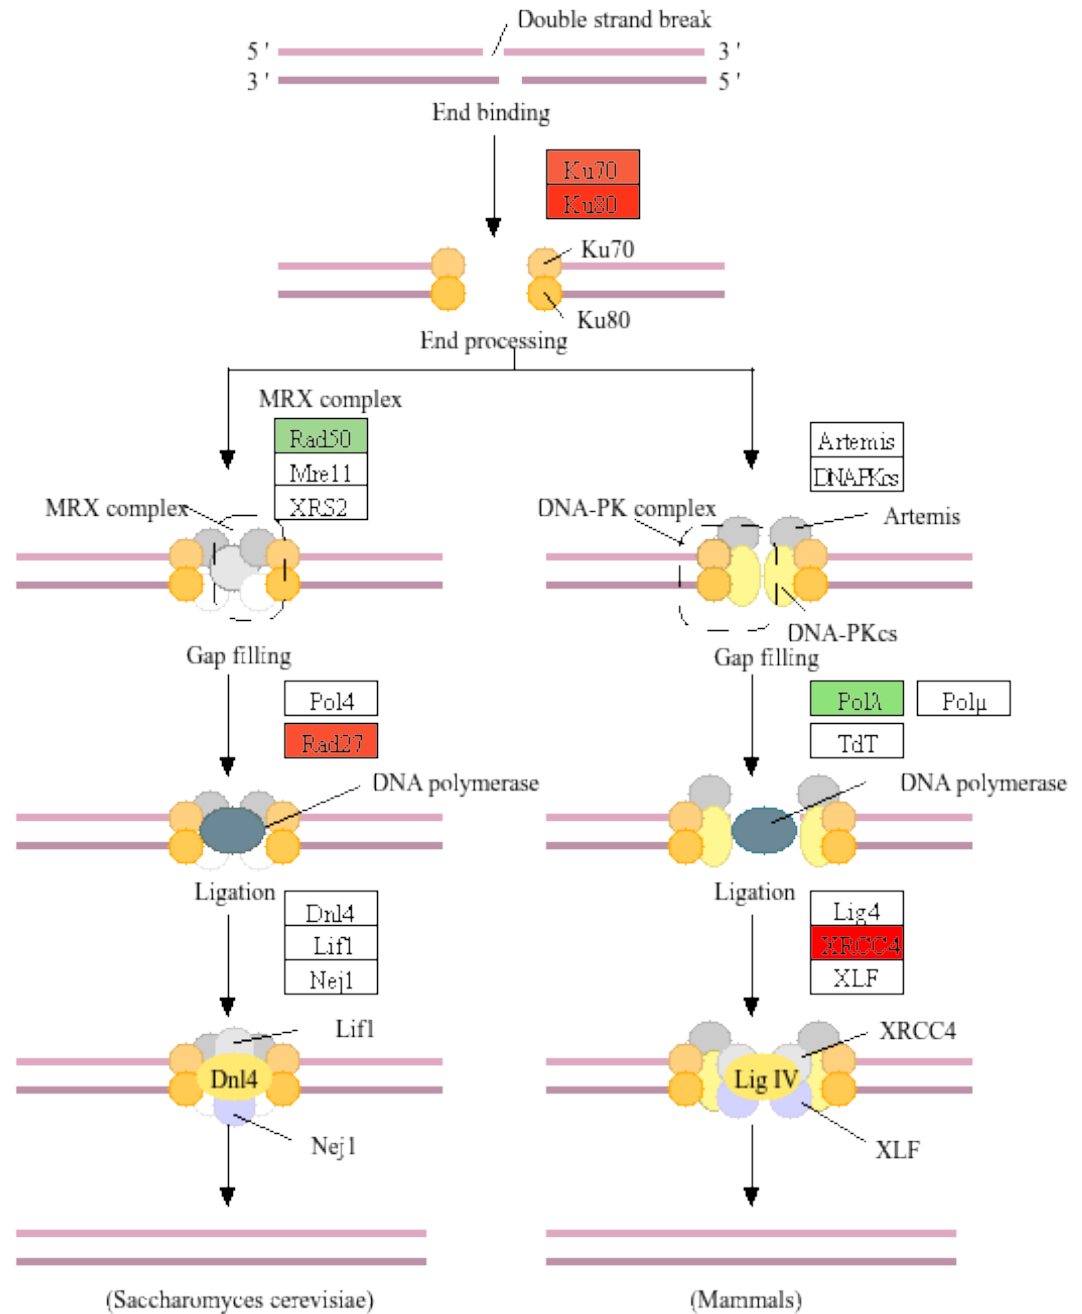 Double strand break
5 ' 3 '
3 ' 5 '
End binding
Ku70
Ku80
Ku70
Ku80
End processing
MRX complex
Rad50
Mre11
XRS2
MRX complex
Artemis
DNAPKcs
DNA-PK complex
Artemis
DNA-PKcs
Gap filling
Gap filling
Pol4
Rad27
DNA polymerase
Polλ Polμ
TdT
DNA polymerase
Ligation
Ligation
Dnl4
Lif1
Nej1
Lig4
XRCC4
XLF
Lif1
Dnl4
Nej1
XRCC4
Lig IV
XLF
(Saccharomyces cerevisiae)
(Mammals)